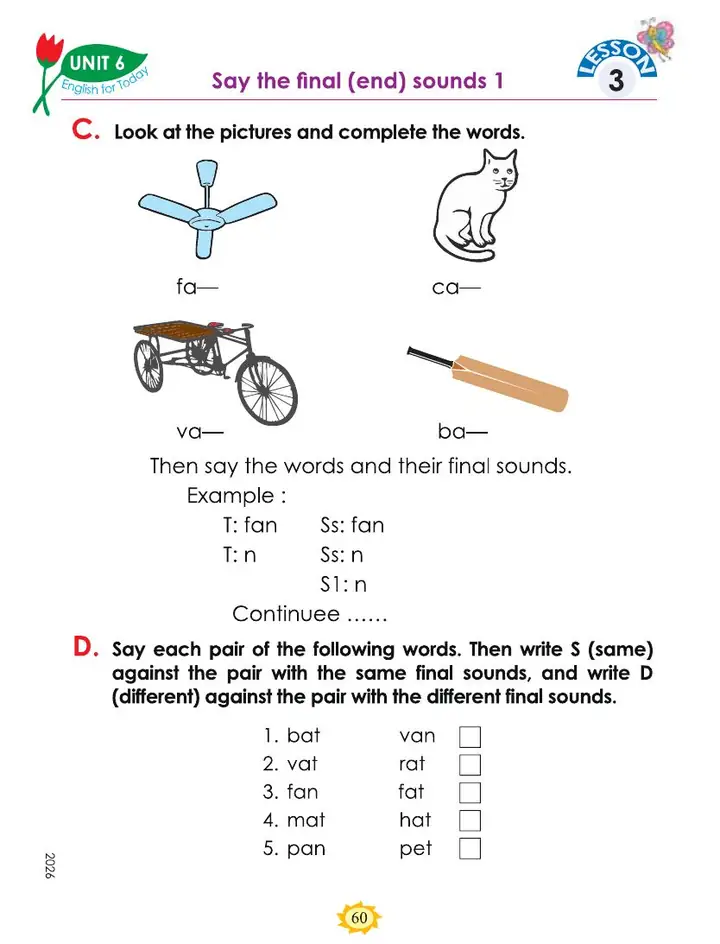 UNIT 6
English for Today
Say the final (end) sounds 1
LESSON
3
C. Look at the pictures and complete the words.
fa— ca—
va— ba—
Then say the words and their final sounds.
Example :
T: fan Ss: fan
T: n Ss: n
S1: n
Continuee ......
D. Say each pair of the following words. Then write S (same)
against the pair with the same final sounds, and write D
(different) against the pair with the different final sounds.
1. bat van
2. vat rat
3. fan fat
4. mat hat
5. pan pet
2026
60